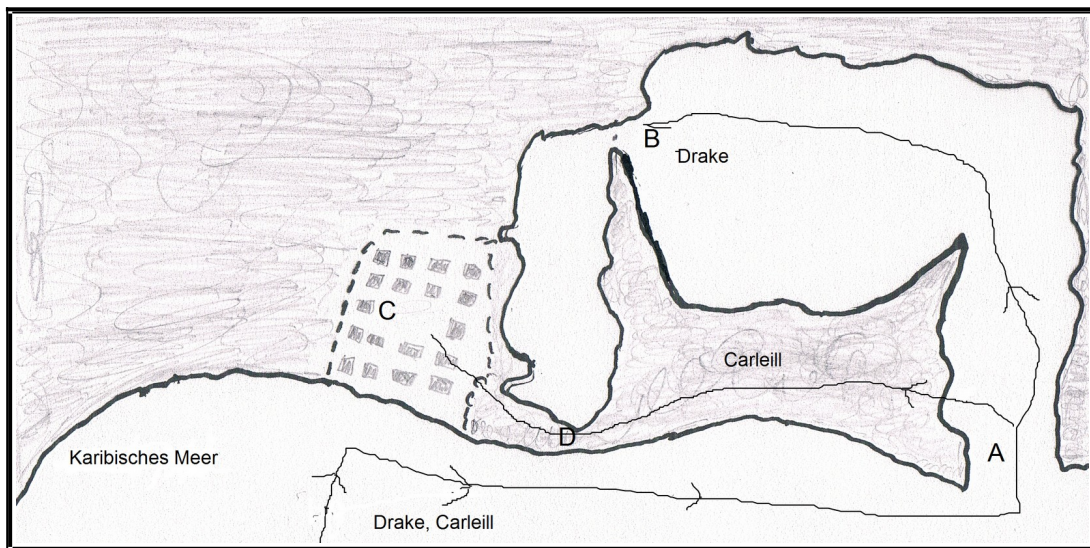 B
Drake
C
Carleill
D
A
Karibisches Meer
Drake, Carleill